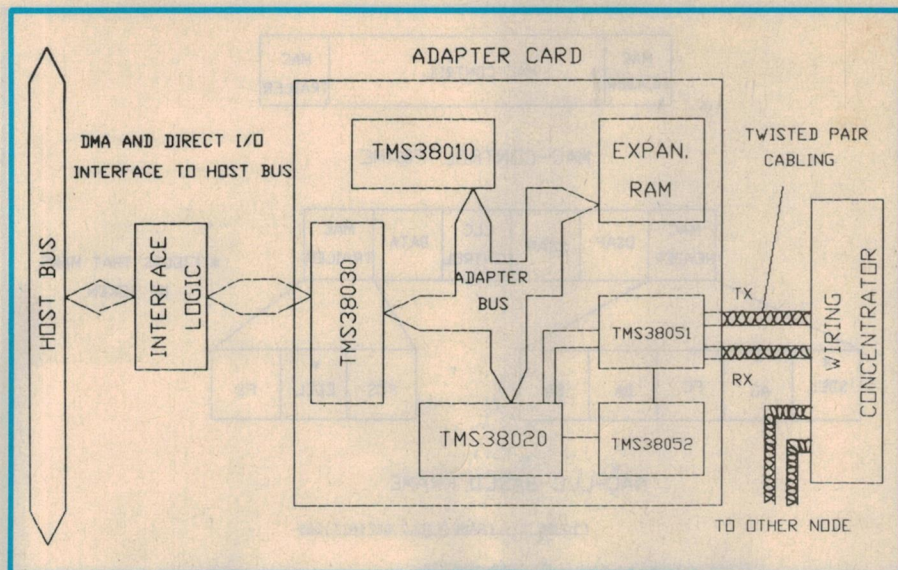 ADAPTER CARD
DMA AND DIRECT I/O
INTERFACE TO HOST BUS
HOST BUS
INTERFACE
LOGIC
TMS38030
TMS38010
EXPAN.
RAM
ADAPTER
BUS
TMS38051
TMS38020
TMS38052
TWISTED PAIR
CABLING
TX
RX
WIRING
CONCENTRATOR
TO OTHER NODE